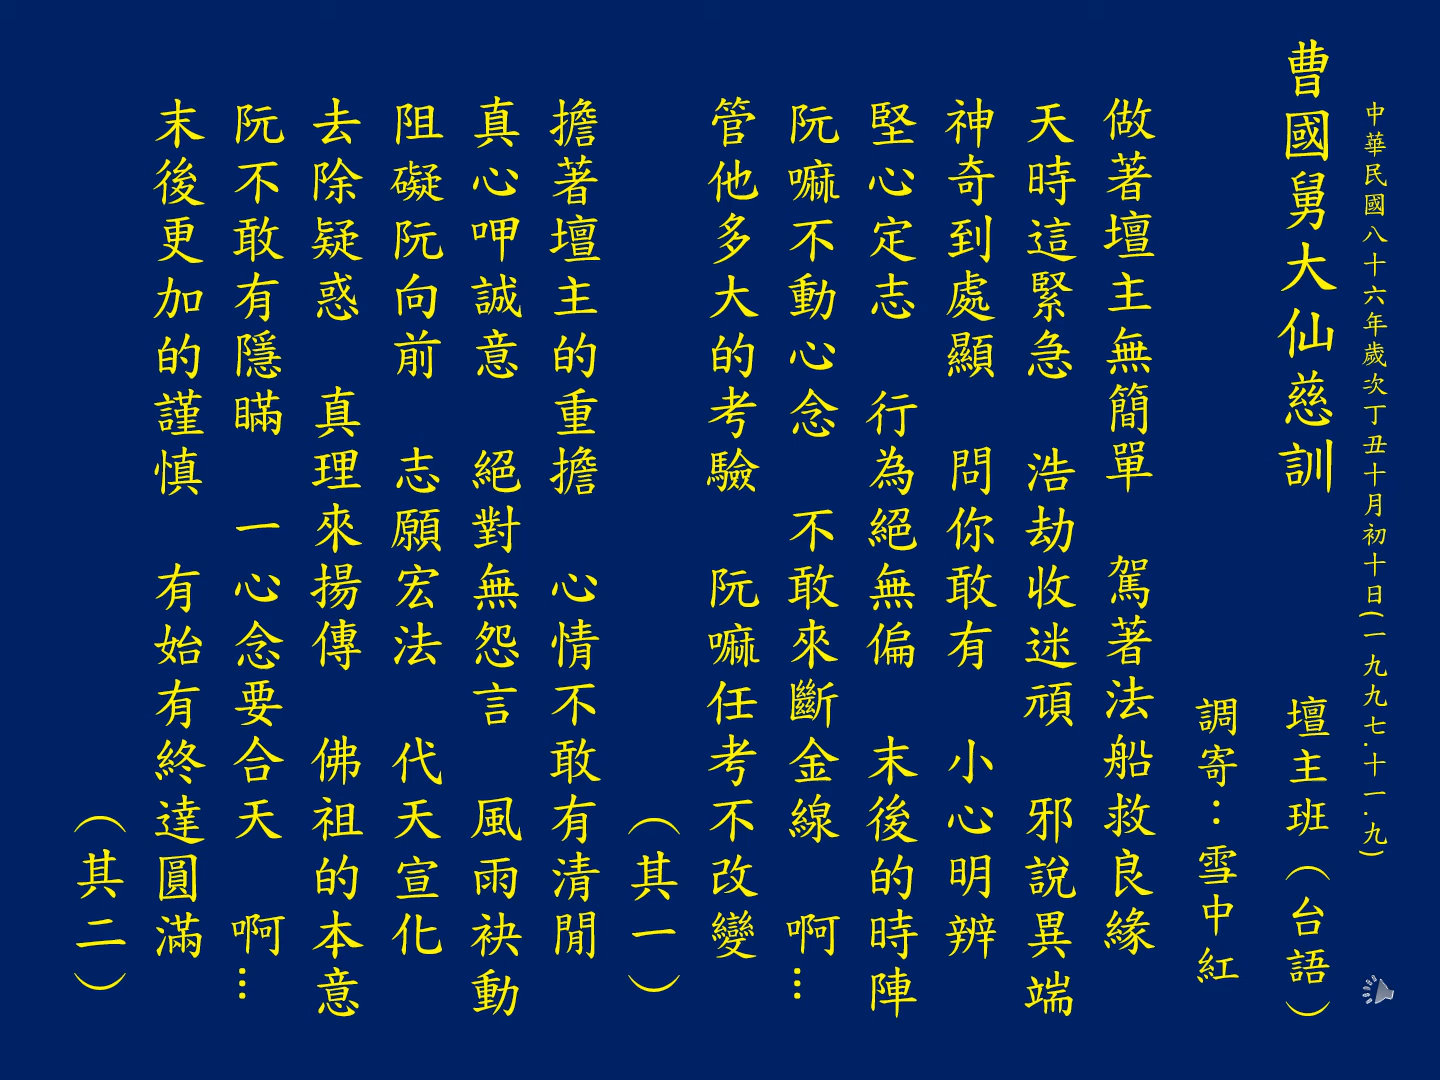 中華民國八十六年歲次丁丑十月初十日(一九九七.十一.九)
曹國舅大仙慈訓 壇主班（台語）
調寄：雪中紅
做著壇主無簡單 駕著法船救良緣
天時這緊急 浩劫收迷頑 邪說異端
神奇到處顯 問你敢有 小心明辨
堅心定志 行為絕無偏 末後的時陣
阮嘛不動心念 不敢來斷金線 啊…
管他多大的考驗 阮嘛任考不改變
（其一）
擔著壇主的重擔 心情不敢有清閒
真心呷誠意 絕對無怨言 風雨袂動
阻礙阮向前 志願宏法 代天宣化
去除疑惑 真理來揚傳 佛祖的本意
阮不敢有隱瞞 一心念要合天 啊…
末後更加的謹慎 有始有終達圓滿
（其二）